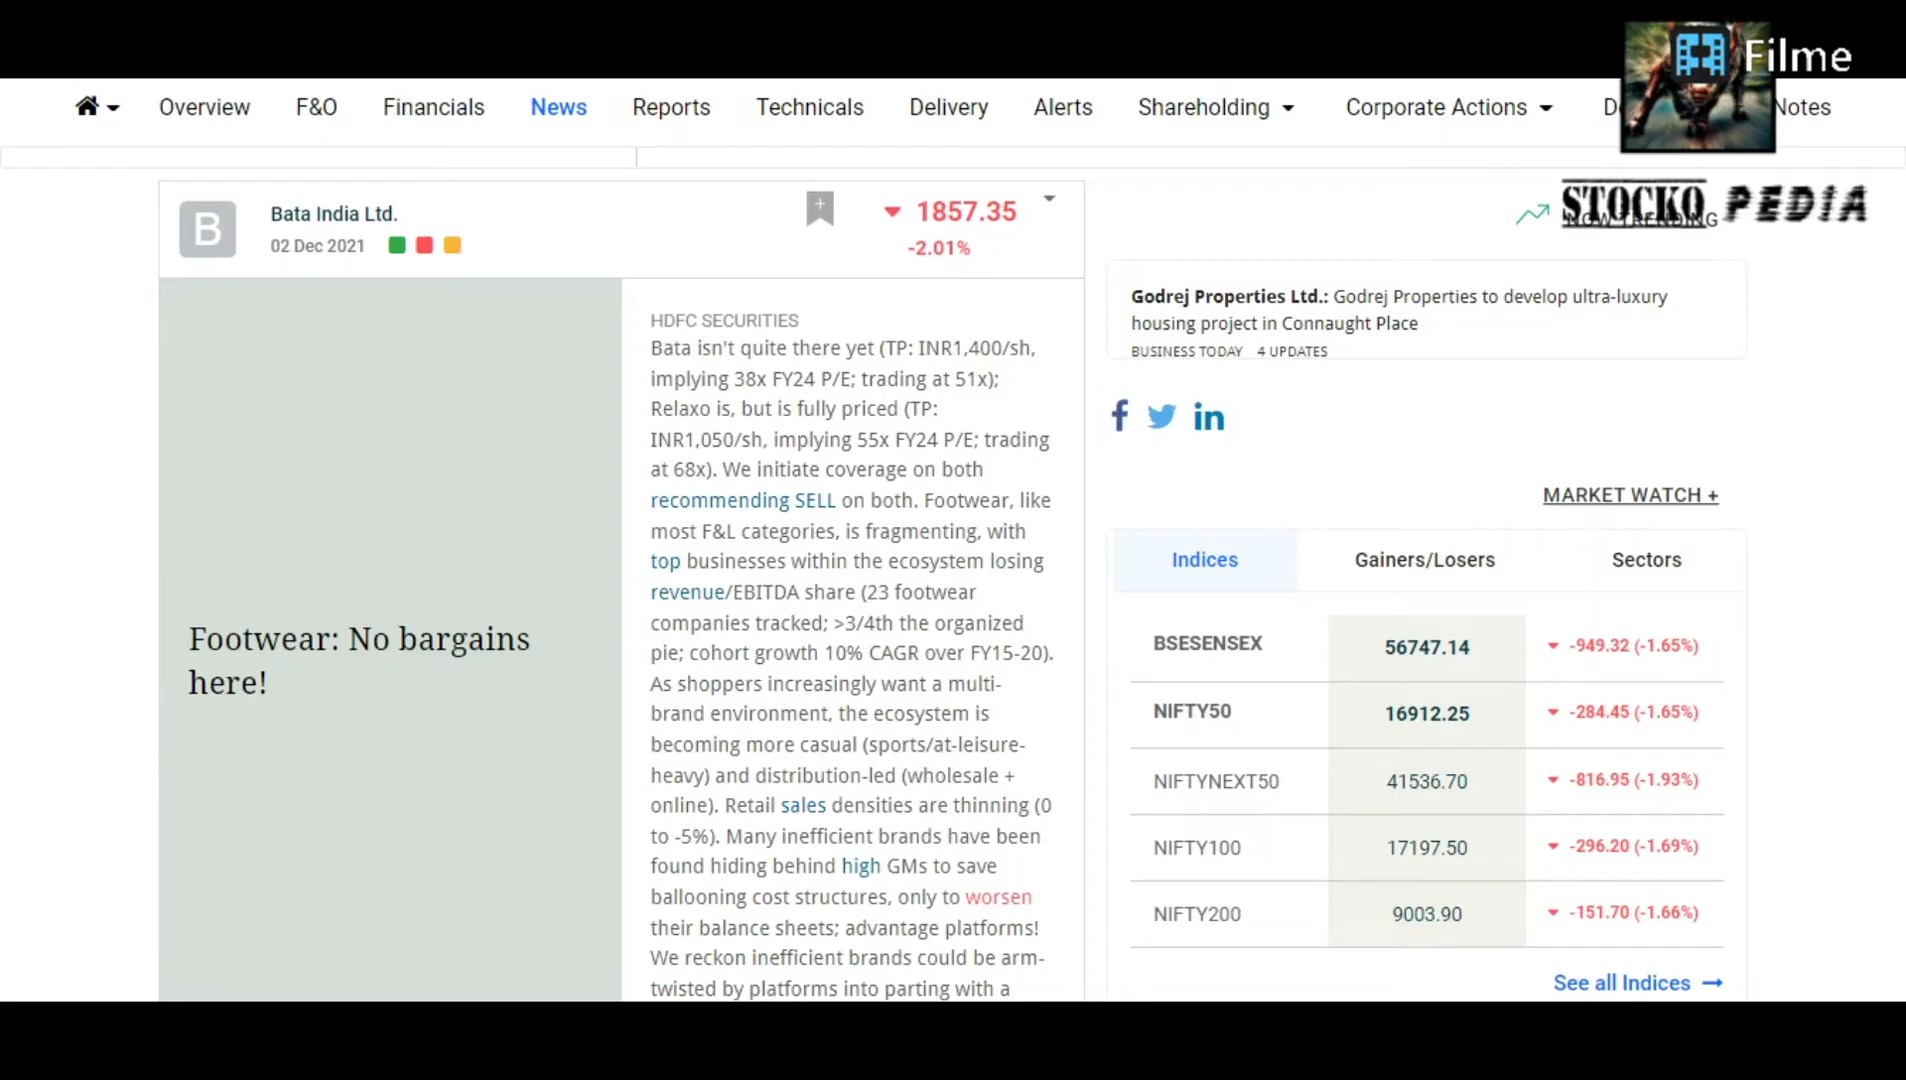 Filme
Overview F&O Financials News Reports Technicals Delivery Alerts Shareholding Corporate Actions Notes
STOCKO PEDIA
NOW TRENDING
B
Bata India Ltd.
02 Dec 2021
1857.35
-2.01%
Footwear: No bargains
here!
HDFC SECURITIES
Bata isn't quite there yet (TP: INR1,400/sh,
implying 38x FY24 P/E; trading at 51x);
Relaxo is, but is fully priced (TP:
INR1,050/sh, implying 55x FY24 P/E; trading
at 68x). We initiate coverage on both
recommending SELL on both. Footwear, like
most F&L categories, is fragmenting, with
top businesses within the ecosystem losing
revenue/EBITDA share (23 footwear
companies tracked; >3/4th the organized
pie; cohort growth 10% CAGR over FY15-20).
As shoppers increasingly want a multi-
brand environment, the ecosystem is
becoming more casual (sports/at-leisure-
heavy) and distribution-led (wholesale +
online). Retail sales densities are thinning (0
to -5%). Many inefficient brands have been
found hiding behind high GMs to save
ballooning cost structures, only to worsen
their balance sheets; advantage platforms!
We reckon inefficient brands could be arm-
twisted by platforms into parting with a
Godrej Properties Ltd.: Godrej Properties to develop ultra-luxury
housing project in Connaught Place
BUSINESS TODAY 4 UPDATES
MARKET WATCH +
Indices Gainers/Losers Sectors
BSESENSEX 56747.14 -949.32 (-1.65%)
NIFTY50 16912.25 -284.45 (-1.65%)
NIFTYNEXT50 41536.70 -816.95 (-1.93%)
NIFTY100 17197.50 -296.20 (-1.69%)
NIFTY200 9003.90 -151.70 (-1.66%)
See all Indices →